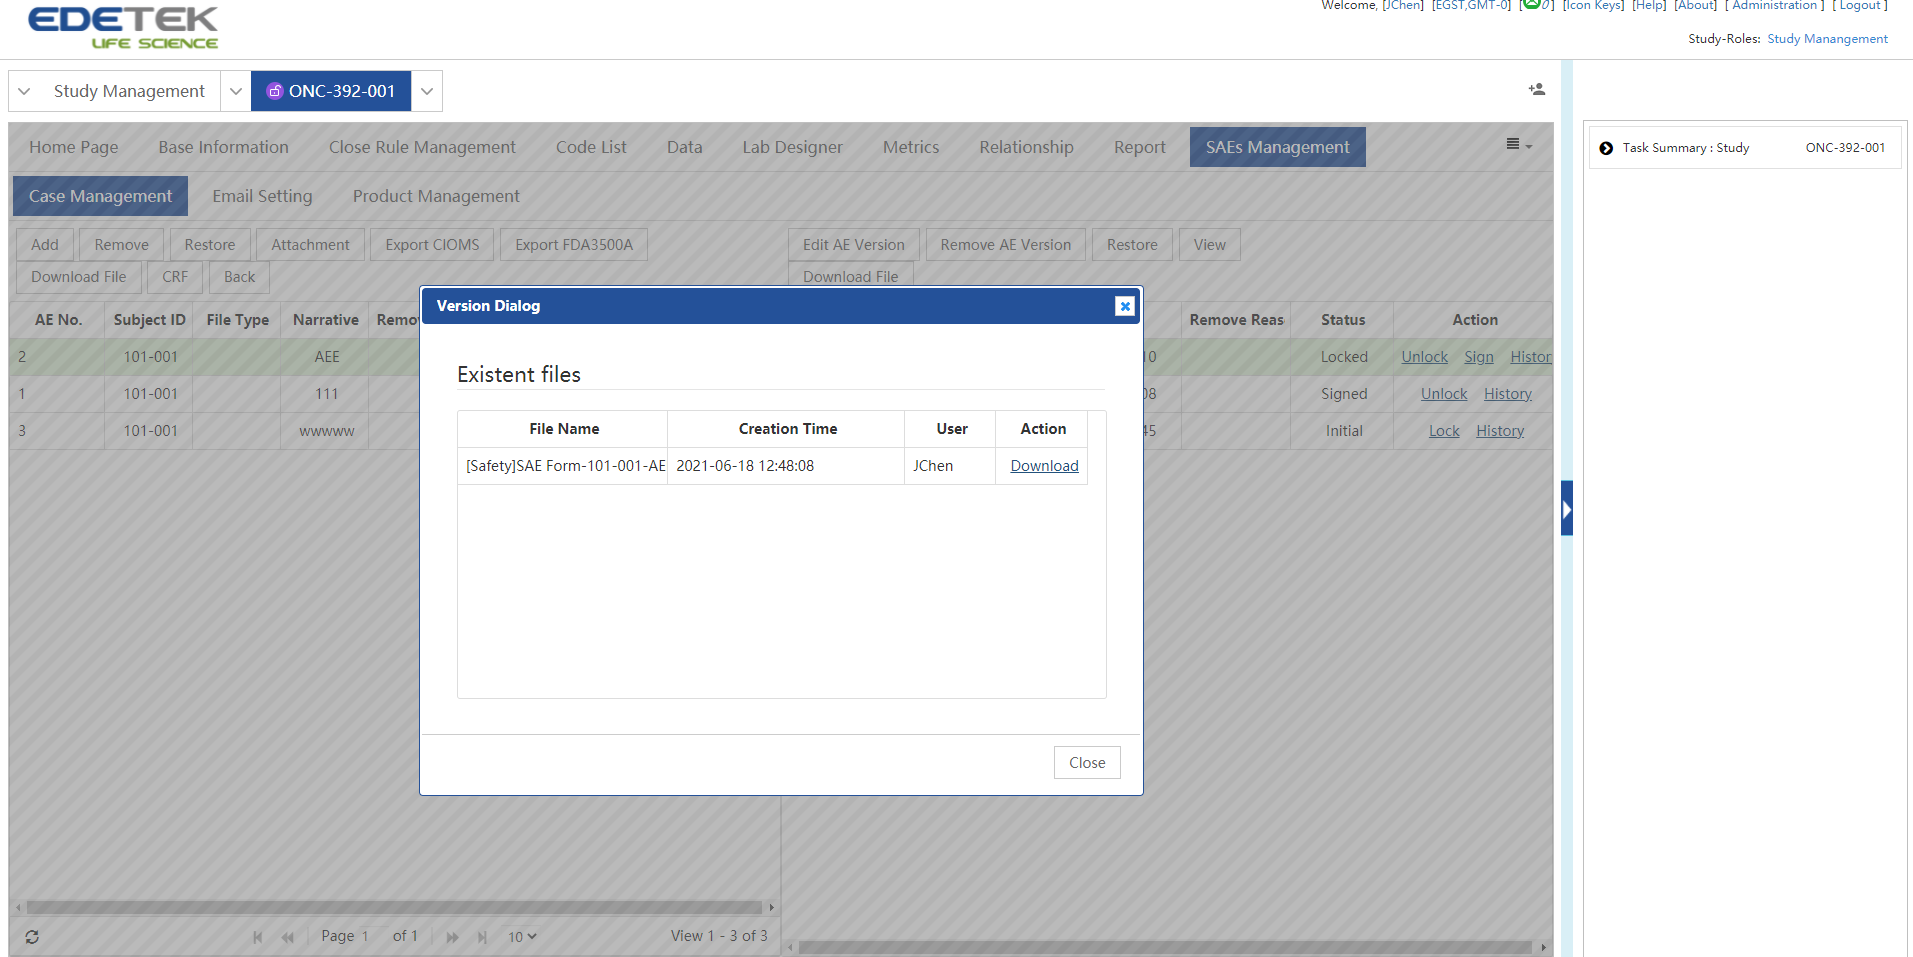 EDETEK
LIFE SCIENCE
Welcome, [JChen] [EGST,GMT-0] [0] [Icon Keys] [Help] [About] [ Administration ] [ Logout ]
Study-Roles: Study Manangement
Study Management
ONC-392-001
Home Page Base Information Close Rule Management Code List Data Lab Designer Metrics Relationship Report SAEs Management
Case Management Email Setting Product Management
Add Remove Restore Attachment Export CIOMS Export FDA3500A
Download File CRF Back
Edit AE Version Remove AE Version Restore View
Download File
AE No. Subject ID File Type Narrative Remov
2 101-001 AEE
1 101-001 111
3 101-001 wwwww
Remove Reas Status Action
10 Locked Unlock Sign Histor
08 Signed Unlock History
45 Initial Lock History
Version Dialog
Existent files
File Name Creation Time User Action
[Safety]SAE Form-101-001-AE 2021-06-18 12:48:08 JChen Download
Close
Page 1 of 1 10 View 1 - 3 of 3
Task Summary : Study ONC-392-001